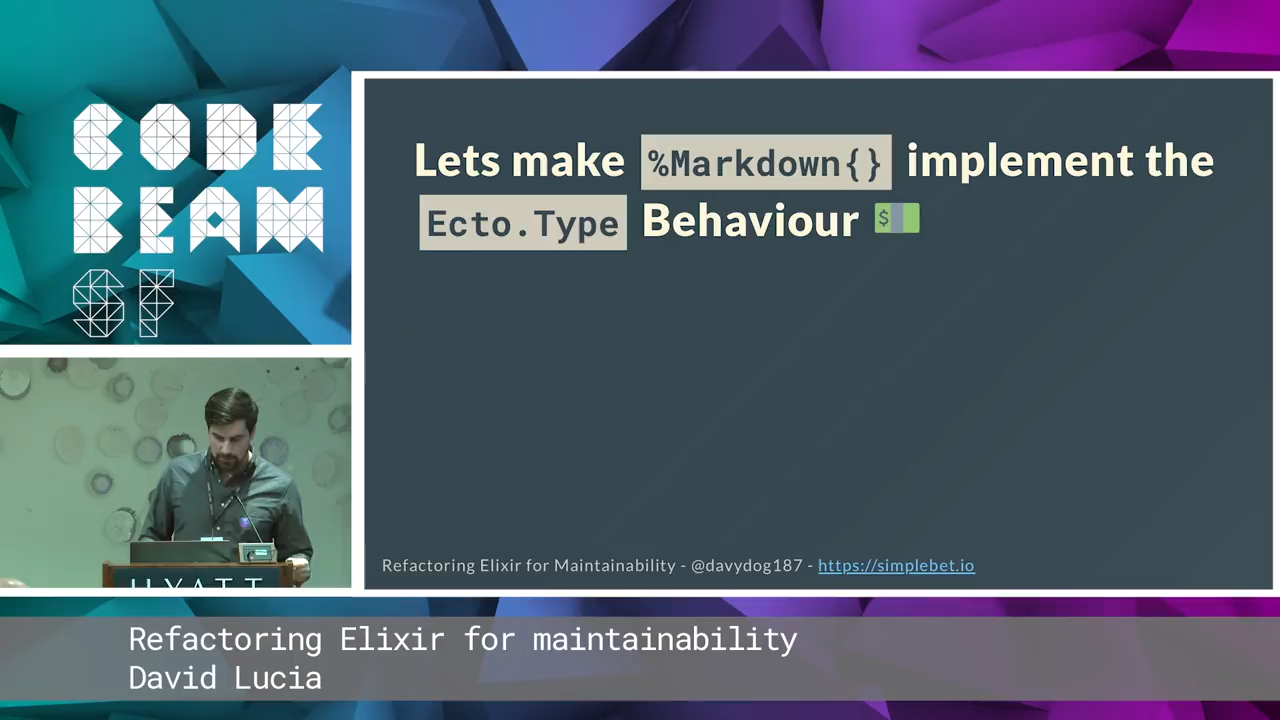 CODE
BEAM
SF
Lets make %Markdown{} implement the
Ecto.Type Behaviour 💵
Refactoring Elixir for Maintainability - @davydog187 - https://simplebet.io
HYATT
Refactoring Elixir for maintainability
David Lucia